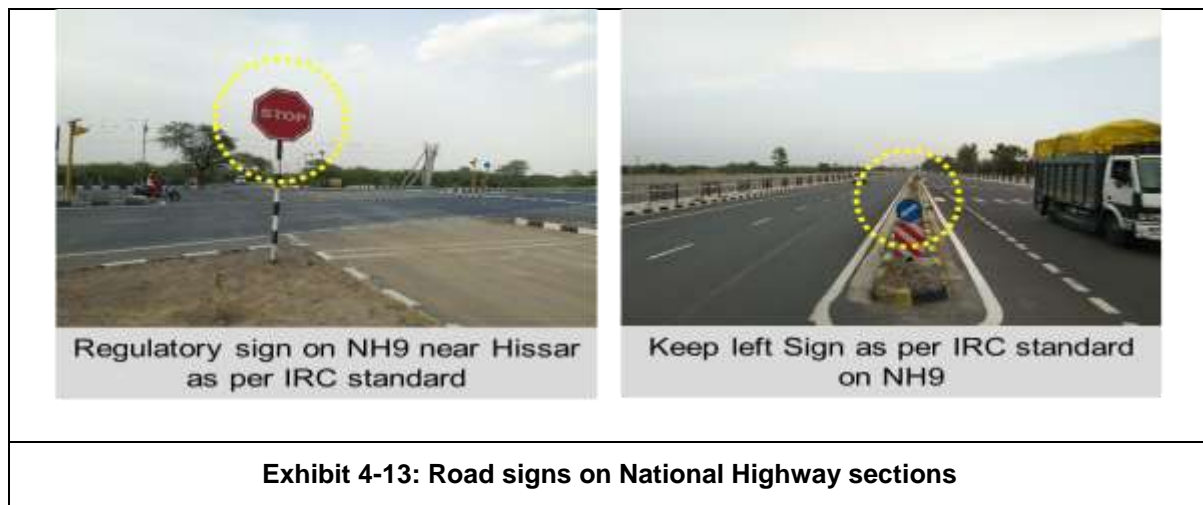 STOP
Regulatory sign on NH9 near Hissar
as per IRC standard
Keep left Sign as per IRC standard
on NH9
Exhibit 4-13: Road signs on National Highway sections